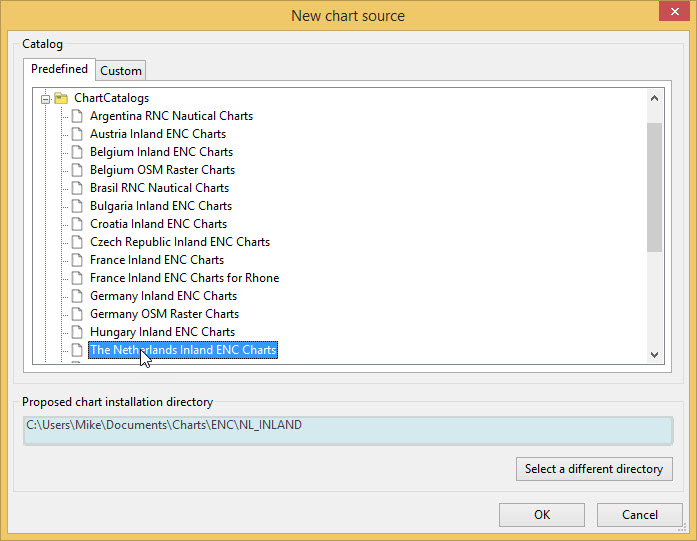 New chart source
Catalog
Predefined
Custom
ChartCatalogs
Argentina RNC Nautical Charts
Austria Inland ENC Charts
Belgium Inland ENC Charts
Belgium OSM Raster Charts
Brasil RNC Nautical Charts
Bulgaria Inland ENC Charts
Croatia Inland ENC Charts
Czech Republic Inland ENC Charts
France Inland ENC Charts
France Inland ENC Charts for Rhone
Germany Inland ENC Charts
Germany OSM Raster Charts
Hungary Inland ENC Charts
The Netherlands Inland ENC Charts
Proposed chart installation directory
C:\Users\Mike\Documents\Charts\ENC\NL_INLAND
Select a different directory
OK
Cancel